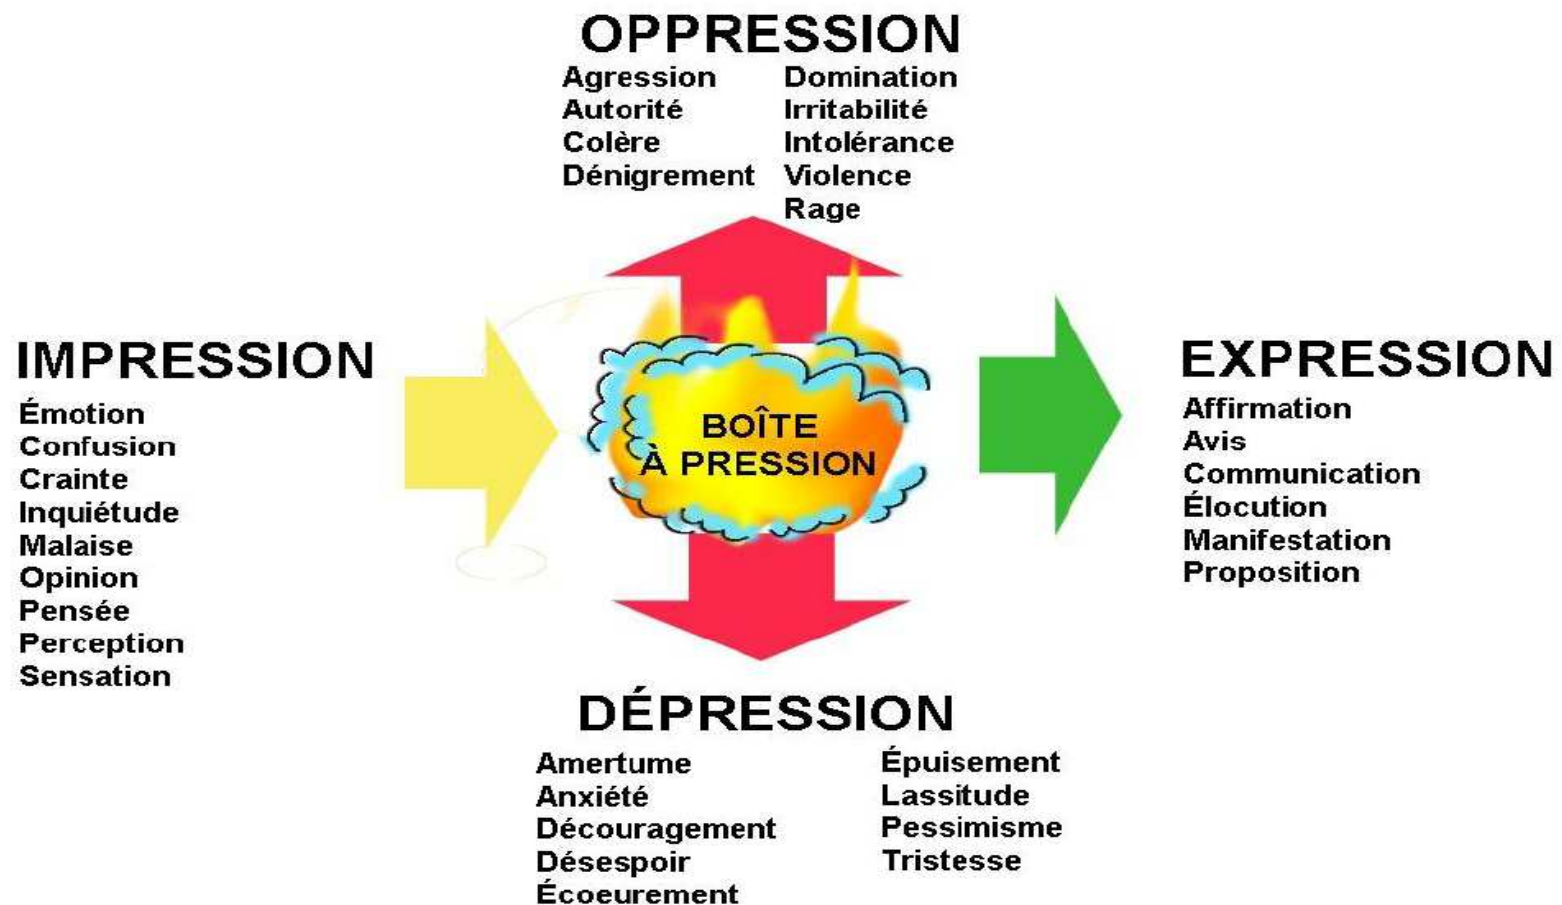 OPPRESSION
Agression
Autorité
Colère
Dénigrement
Domination
Irritabilité
Intolérance
Violence
Rage
IMPRESSION
Émotion
Confusion
Crainte
Inquiétude
Malaise
Opinion
Pensée
Perception
Sensation
BOÎTE
À PRESSION
EXPRESSION
Affirmation
Avis
Communication
Élocution
Manifestation
Proposition
DÉPRESSION
Amertume
Anxiété
Découragement
Désespoir
Écoeurement
Épuisement
Lassitude
Pessimisme
Tristesse